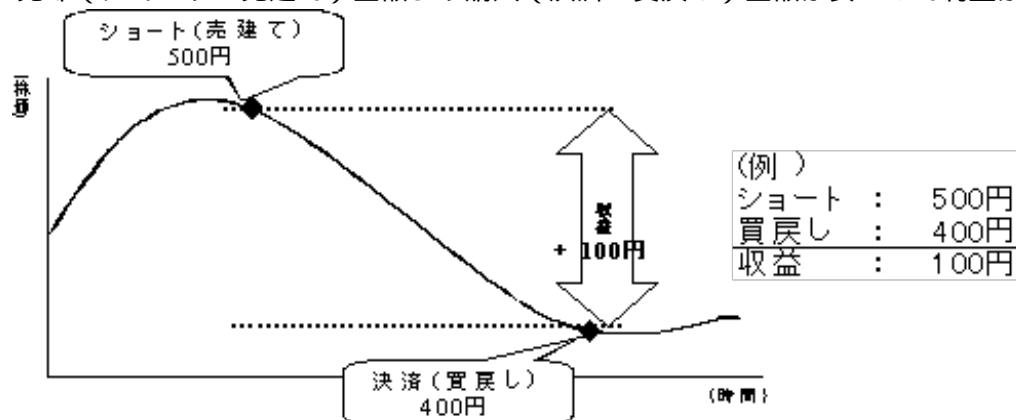 ショート(売建て)
500円
株価
収益
+ 100円
(例 )
ショート : 500円
買戻し : 400円
収益 : 100円
決済(買戻し)
400円
(時間)